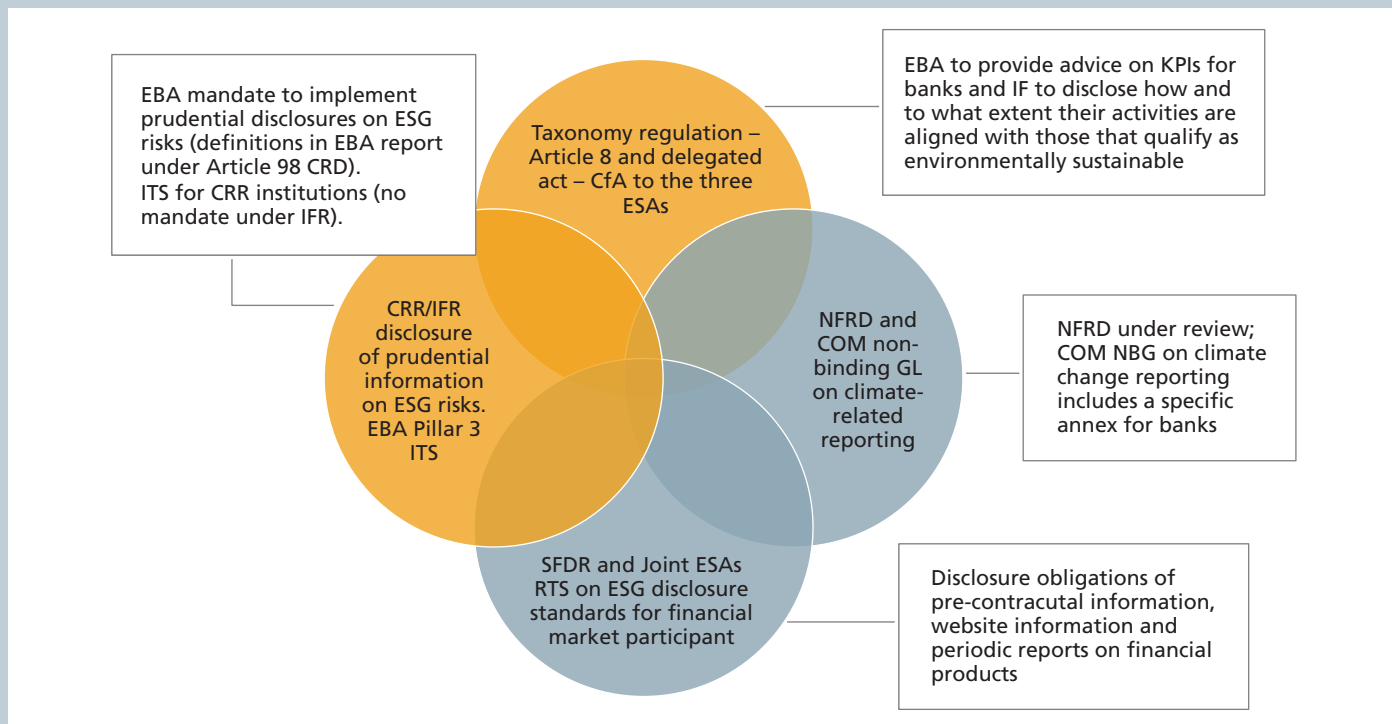 EBA mandate to implement
prudential disclosures on ESG
risks (definitions in EBA report
under Article 98 CRD).
ITS for CRR institutions (no
mandate under IFR).
Taxonomy regulation –
Article 8 and delegated
act – CfA to the three
ESAs
EBA to provide advice on KPIs for
banks and IF to disclose how and
to what extent their activities are
aligned with those that qualify as
environmentally sustainable
CRR/IFR
disclosure
of prudential
information
on ESG risks.
EBA Pillar 3
ITS
NFRD and
COM non-
binding GL
on climate-
related
reporting
NFRD under review;
COM NBG on climate
change reporting
includes a specific
annex for banks
SFDR and Joint ESAs
RTS on ESG disclosure
standards for financial
market participant
Disclosure obligations of
pre-contracutal information,
website information and
periodic reports on financial
products